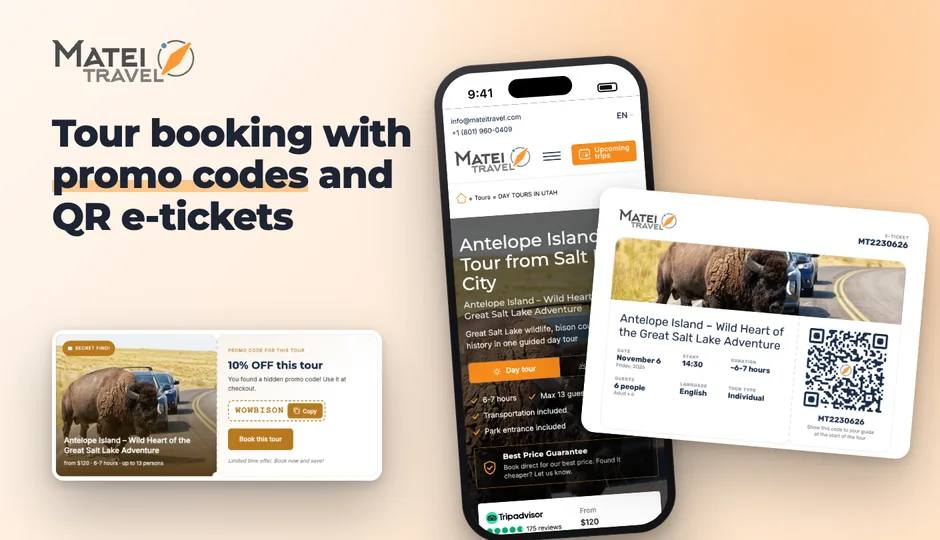 MATEI
TRAVEL
Tour booking with
promo codes and
QR e-tickets
SECRET FIND!
Antelope Island – Wild Heart of the
Great Salt Lake Adventure
from $120 · 6-7 hours · up to 13 persons
PROMO CODE FOR THIS TOUR
10% OFF this tour
You found a hidden promo code! Use it at
checkout.
WOWBISON
Copy
Book this tour
Limited time offer. Book now and save!
9:41
info@mateitravel.com
+1 (801) 960-0409
EN
MATEI
TRAVEL
Upcoming
trips
Tours
DAY TOURS IN UTAH
Antelope Island
Tour from Salt
City
Antelope Island – Wild Heart
Great Salt Lake Adventure
Great Salt Lake wildlife, bison
history in one guided day tour
Day tour
6-7 hours
Max 13
Transportation included
Park entrance included
Best Price Guarantee
Book direct for our best price. Found it
cheaper? Let us know.
Tripadvisor
175 reviews
From
$120
MATEI
TRAVEL
E-TICKET
MT2230626
Antelope Island – Wild Heart of
the Great Salt Lake Adventure
DATE
November 6
Friday, 2026
START
14:30
DURATION
~6-7 hours
GUESTS
6 people
Adult × 6
LANGUAGE
English
TOUR TYPE
Individual
MT2230626
Show this code to your guide
at the start of the tour